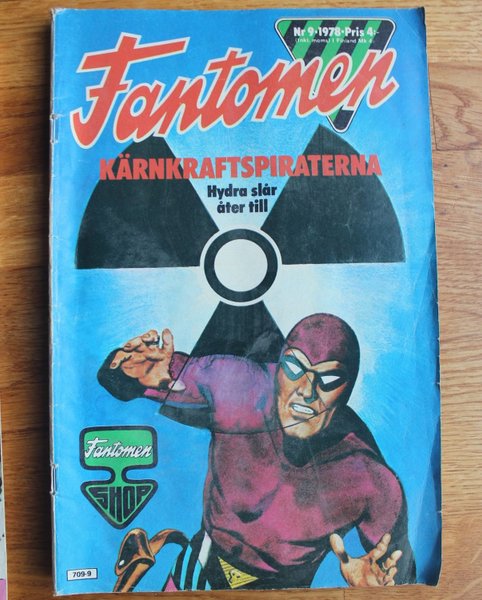 Nr 9 • 1978 • Pris 4:-
(Inkl. moms) I Finland Mk 4:-
Fantomen
KÄRNKRAFTSPIRATERNA
Hydra slår
åter till
Fantomen
SHOP
709-9